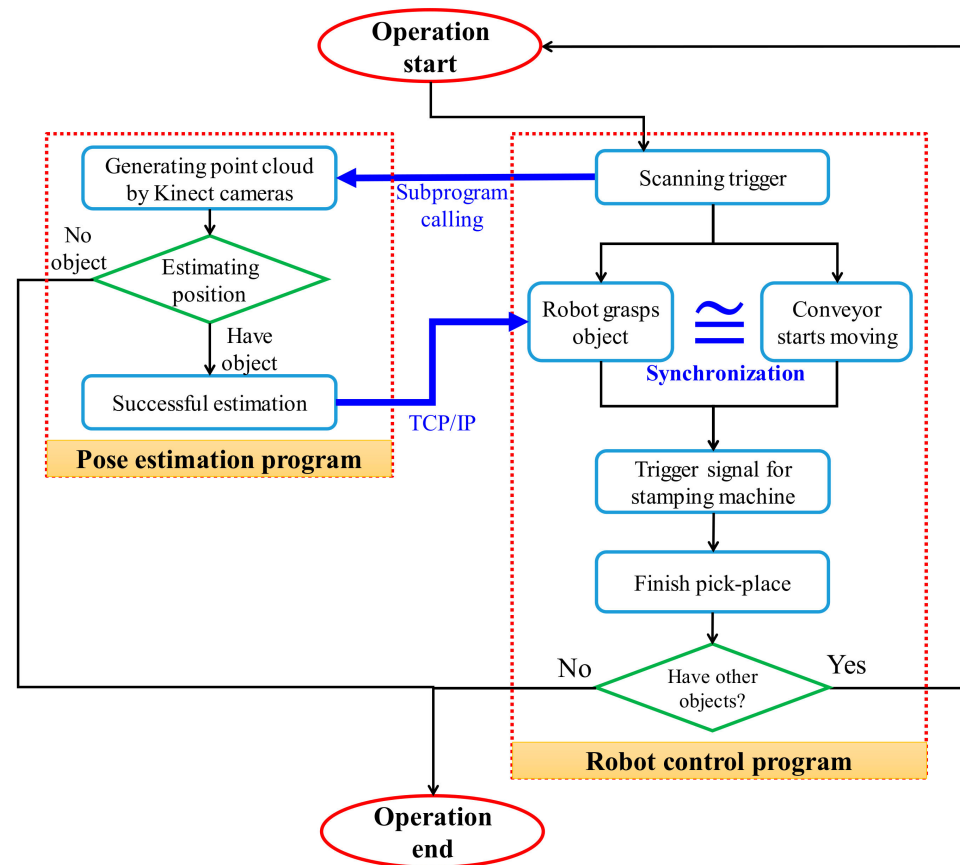 Operation
start
Generating point cloud
by Kinect cameras
Subprogram
calling
Scanning trigger
No
object
Estimating
position
Have
object
Robot grasps
object
≅
Conveyor
starts moving
Synchronization
Successful estimation
TCP/IP
Pose estimation program
Trigger signal for
stamping machine
Finish pick-place
No
Have other
objects?
Yes
Robot control program
Operation
end